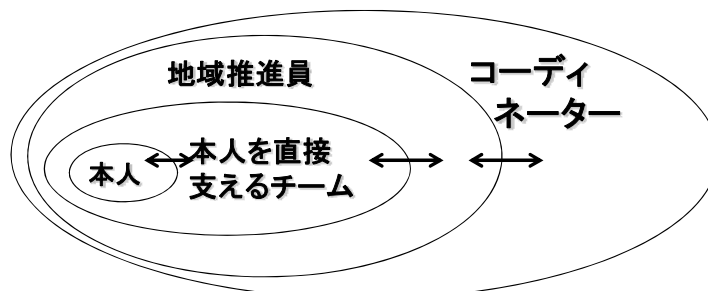 地域推進員
コーディ
ネーター
本人を直接
支えるチーム
本人